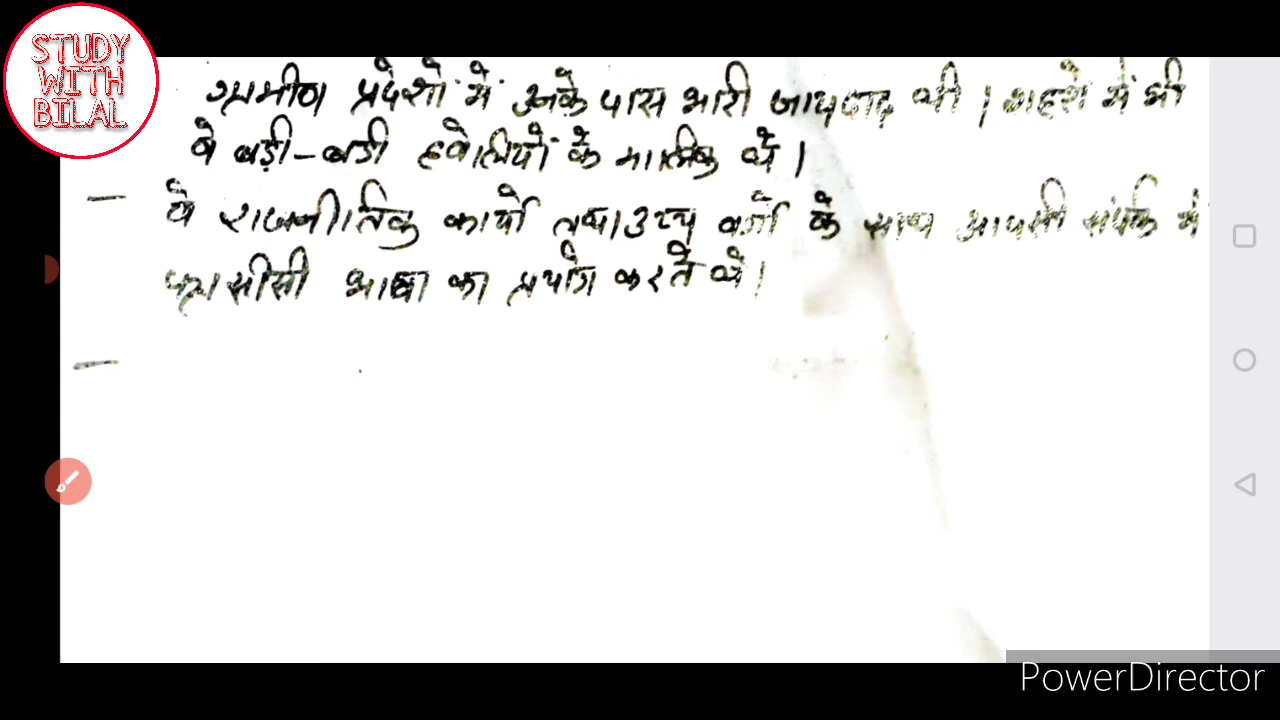 STUDY
WITH
BILAL
ग्रामीण प्रदेशों में उनके पास भारी जायदाद थी। शहरों में भी
वे बड़ी-बडी हवेलियों के मालिक थे।
— वे राजनीतिक कार्यो तथा उच्च वर्गो के साथ आपसी संपर्क में
फ्रांसीसी भाषा का प्रयोग करते थे।
—
PowerDirector